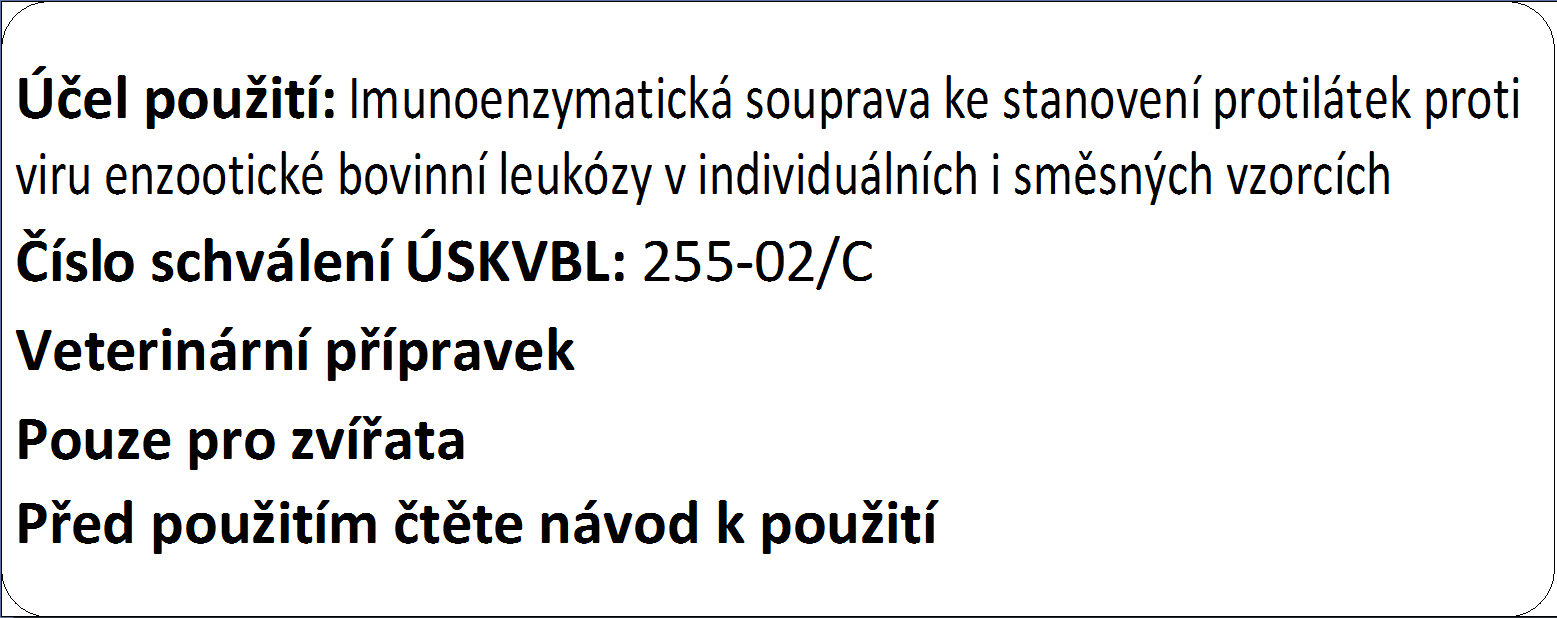 Účel použití: Imunoenzymatická souprava ke stanovení protilátek proti
viru enzootické bovinní leukózy v individuálních i směsných vzorcích
Číslo schválení ÚSKVBL: 255-02/C
Veterinární přípravek
Pouze pro zvířata
Před použitím čtěte návod k použití